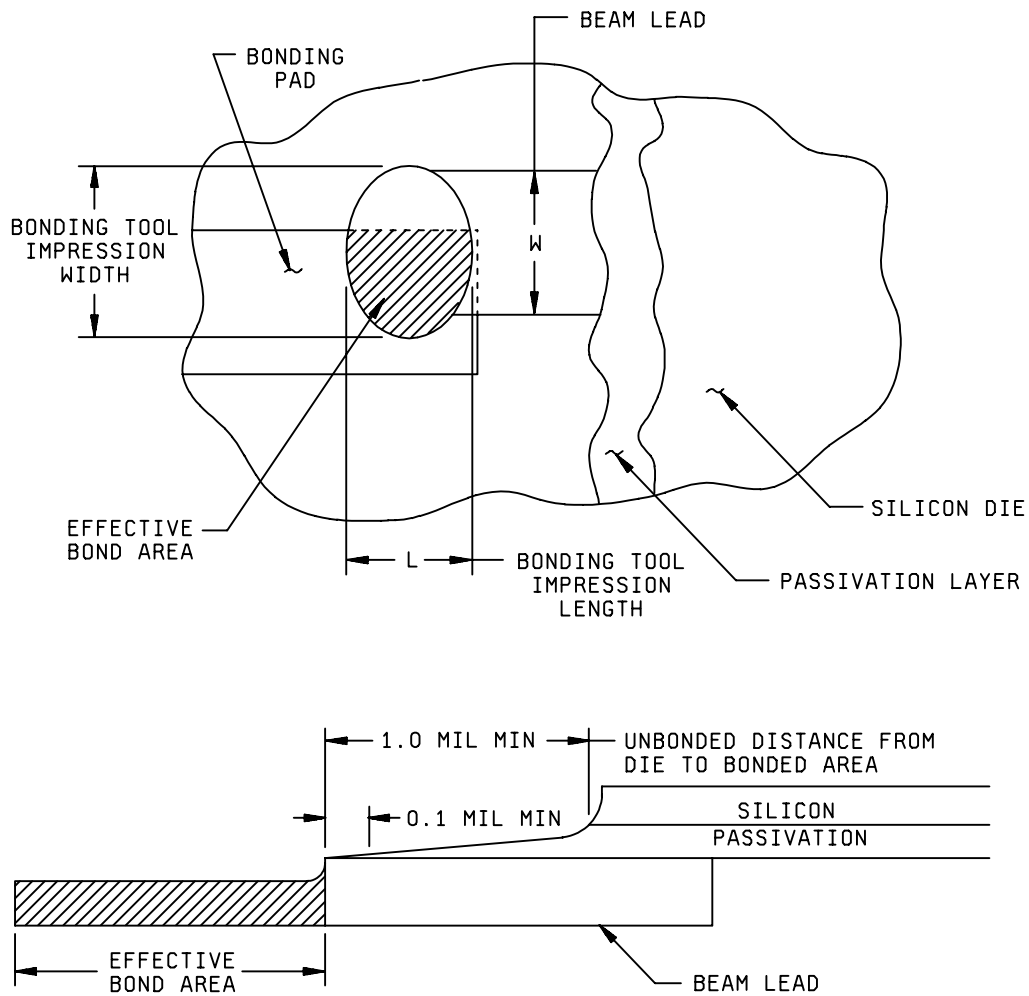 BEAM LEAD
BONDING
PAD
BONDING TOOL
IMPRESSION
WIDTH
W
EFFECTIVE
BOND AREA
L
BONDING TOOL
IMPRESSION
LENGTH
SILICON DIE
PASSIVATION LAYER
1.0 MIL MIN
UNBONDED DISTANCE FROM
DIE TO BONDED AREA
0.1 MIL MIN
SILICON
PASSIVATION
EFFECTIVE
BOND AREA
BEAM LEAD